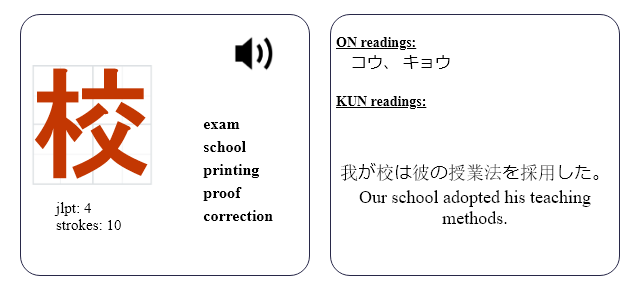 校
jlpt: 4
strokes: 10
exam
school
printing
proof
correction
ON readings:
コウ、 キョウ
KUN readings:
我が校は彼の授業法を採用した。
Our school adopted his teaching
methods.